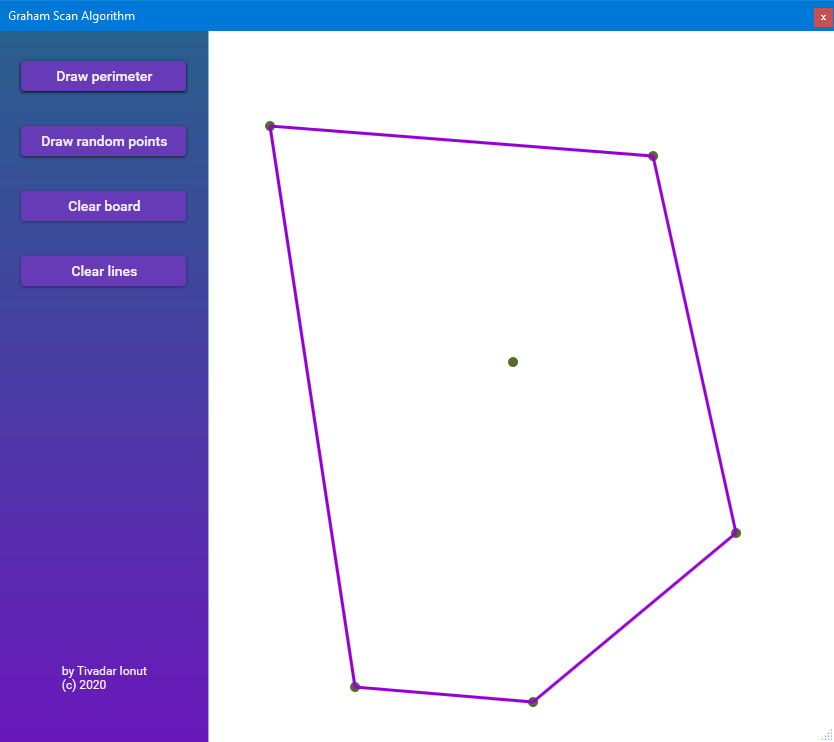 Graham Scan Algorithm
x
Draw perimeter
Draw random points
Clear board
Clear lines
by Tivadar Ionut
(c) 2020